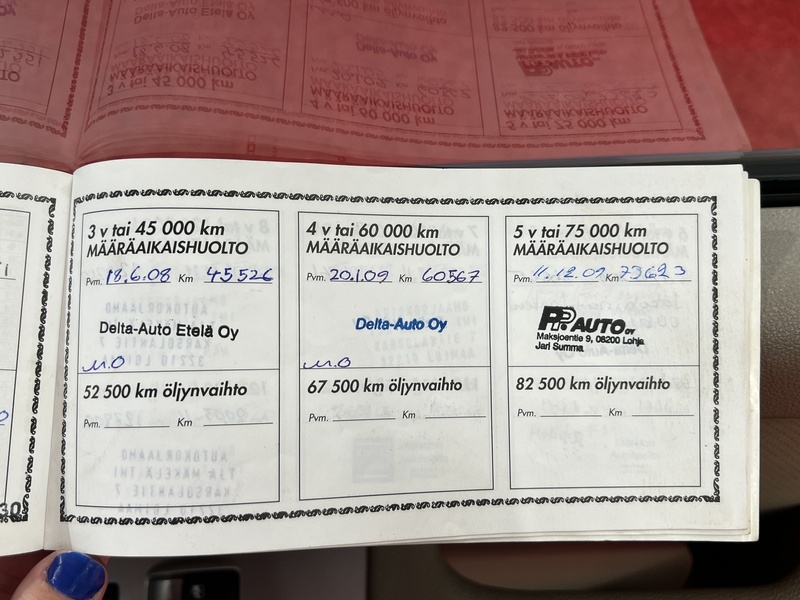 3 v tai 45 000 km
MÄÄRÄAIKAISHUOLTO
Pvm. 18.6.08 Km 45526
Delta-Auto Etelä Oy
M.O
52 500 km öljynvaihto
Pvm. Km
4 v tai 60 000 km
MÄÄRÄAIKAISHUOLTO
Pvm. 20.1.09 Km 60567
Delta-Auto Oy
M.O
67 500 km öljynvaihto
Pvm. Km
5 v tai 75 000 km
MÄÄRÄAIKAISHUOLTO
Pvm. 11.12.09 Km 73623
PP. AUTO OY
Maksjoentie 9, 08200 Lohja
Jari Summa
82 500 km öljynvaihto
Pvm. Km
30